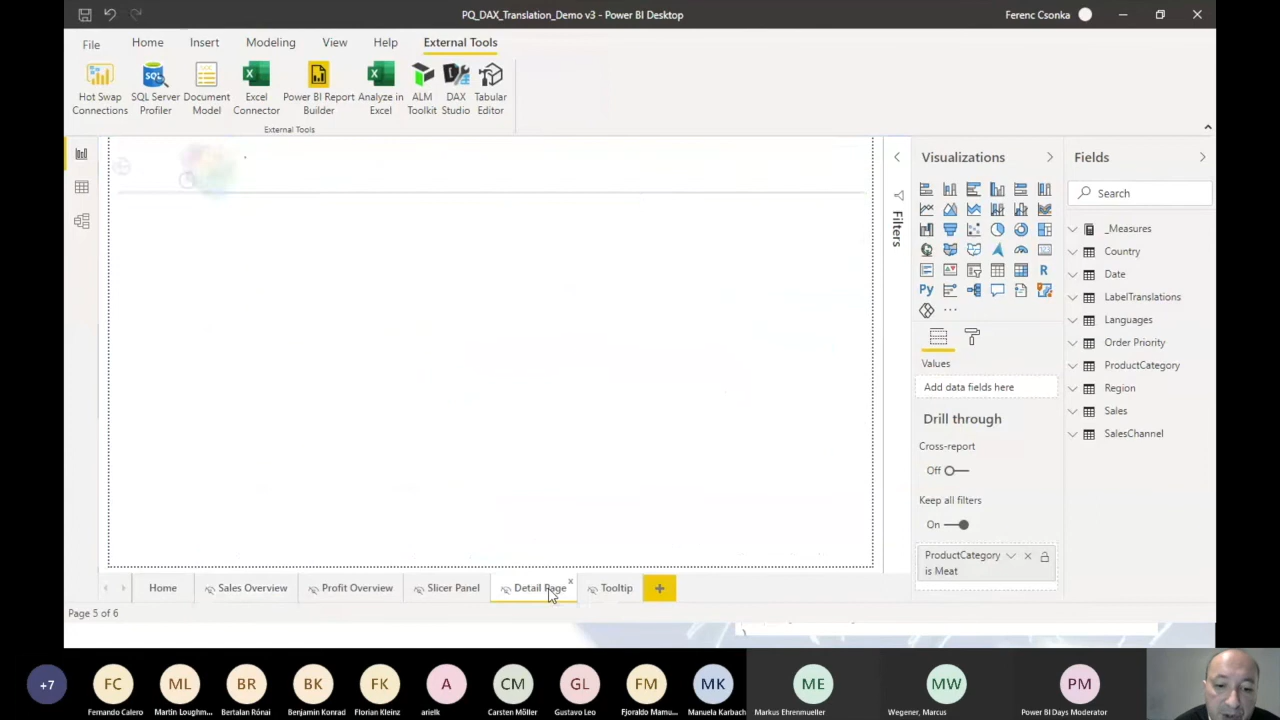 PQ_DAX_Translation_Demo v3 - Power BI Desktop
Ferenc Csonka
File
Home
Insert
Modeling
View
Help
External Tools
Hot Swap
Connections
SQL Server
Profiler
Document
Model
Excel
Connector
Power BI Report
Builder
Analyze in
Excel
ALM
Toolkit
DAX
Studio
Tabular
Editor
External Tools
Filters
Visualizations
R
Py
Values
Add data fields here
Drill through
Cross-report
Off
Keep all filters
On
ProductCategory
is Meat
Fields
Search
_Measures
Country
Date
LabelTranslations
Languages
Order Priority
ProductCategory
Region
Sales
SalesChannel
Home
Sales Overview
Profit Overview
Slicer Panel
Detail Page
Tooltip
Page 5 of 6
+7
FC
ML
BR
BK
FK
A
CM
GL
FM
MK
ME
MW
PM
Fernando Calero
Martin Loughm...
Bertalan Rónai
Benjamin Konrad
Florian Kleinz
arielk
Carsten Möller
Gustavo Leo
Fjoraldo Mamu...
Manuela Karbach
Markus Ehrenmueller
Wegener, Marcus
Power BI Days Moderator